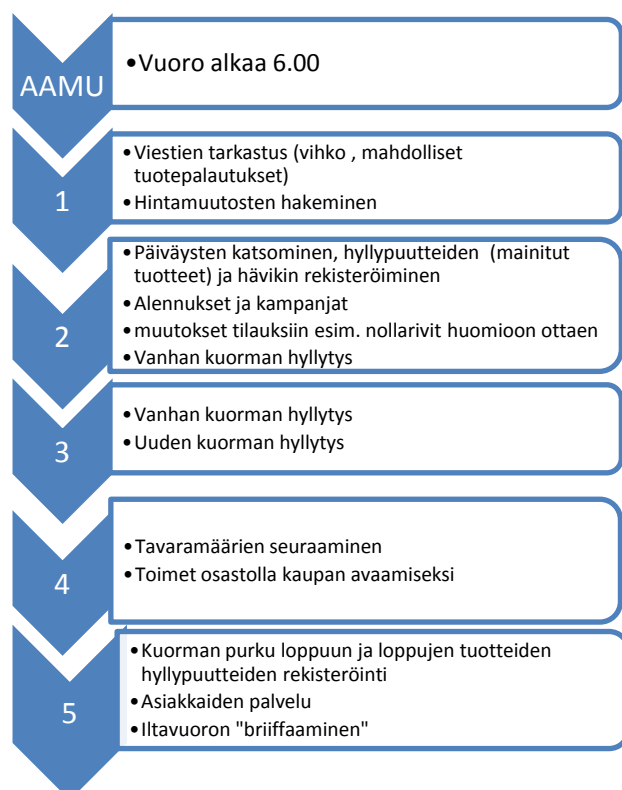 AAMU
•Vuoro alkaa 6.00
1
•Viestien tarkastus (vihko , mahdolliset
tuotepalautukset)
•Hintamuutosten hakeminen
2
•Päiväysten katsominen, hyllypuutteiden (mainitut
tuotteet) ja hävikin rekisteröiminen
•Alennukset ja kampanjat
•muutokset tilauksiin esim. nollarivit huomioon ottaen
•Vanhan kuorman hyllytys
3
•Vanhan kuorman hyllytys
•Uuden kuorman hyllytys
4
•Tavaramäärien seuraaminen
•Toimet osastolla kaupan avaamiseksi
5
•Kuorman purku loppuun ja loppujen tuotteiden
hyllypuutteiden rekisteröinti
•Asiakkaiden palvelu
•Iltavuoron "briiffaaminen"